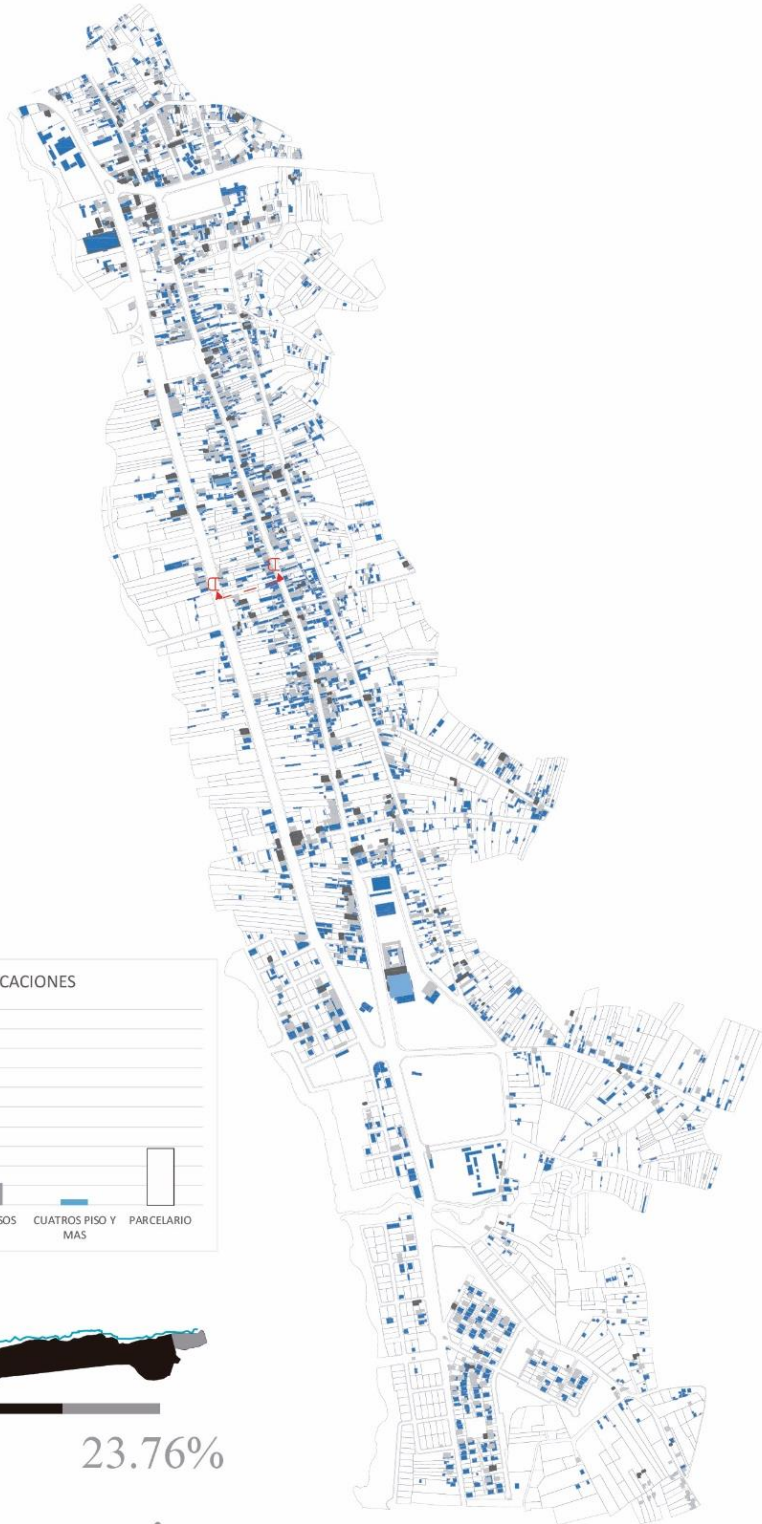 CACIONES
SOS
CUATROS PISO Y
MAS
PARCELARIO
23.76%